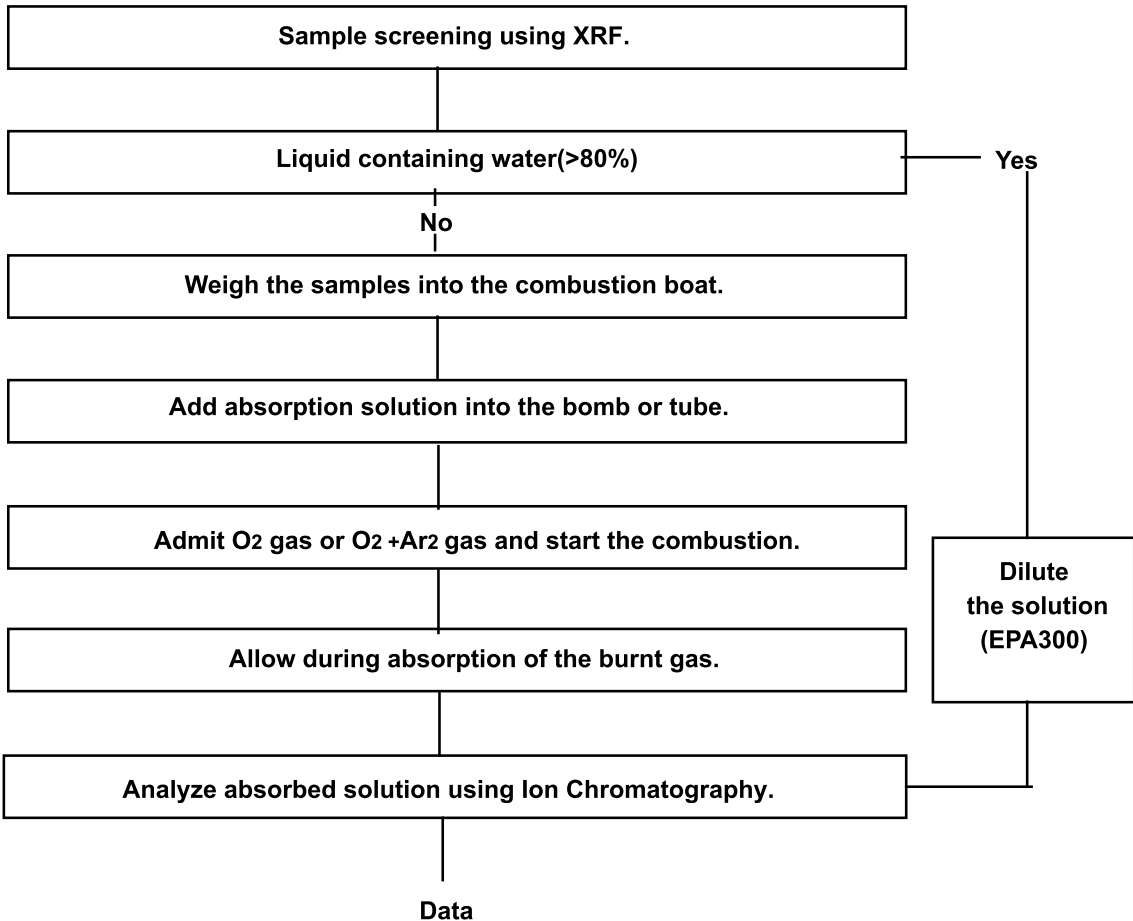 Sample screening using XRF.
Liquid containing water(>80%)
Yes
No
Weigh the samples into the combustion boat.
Add absorption solution into the bomb or tube.
Admit O2 gas or O2 +Ar2 gas and start the combustion.
Dilute
the solution
(EPA300)
Allow during absorption of the burnt gas.
Analyze absorbed solution using Ion Chromatography.
Data